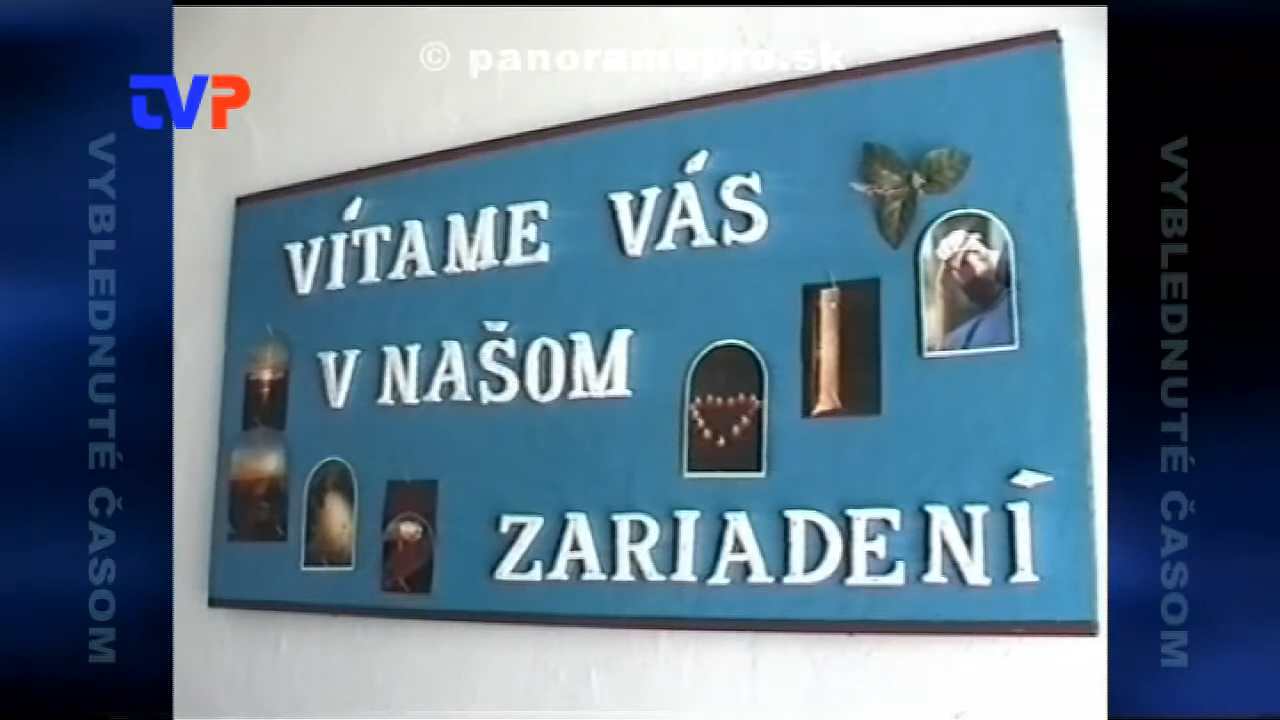 © panoramapro.sk
tVP
VYBLEDNUTÉ ČASOM
VÍTAME VÁS
V NAŠOM
ZARIADENÍ
VYBLEDNUTÉ ČASOM